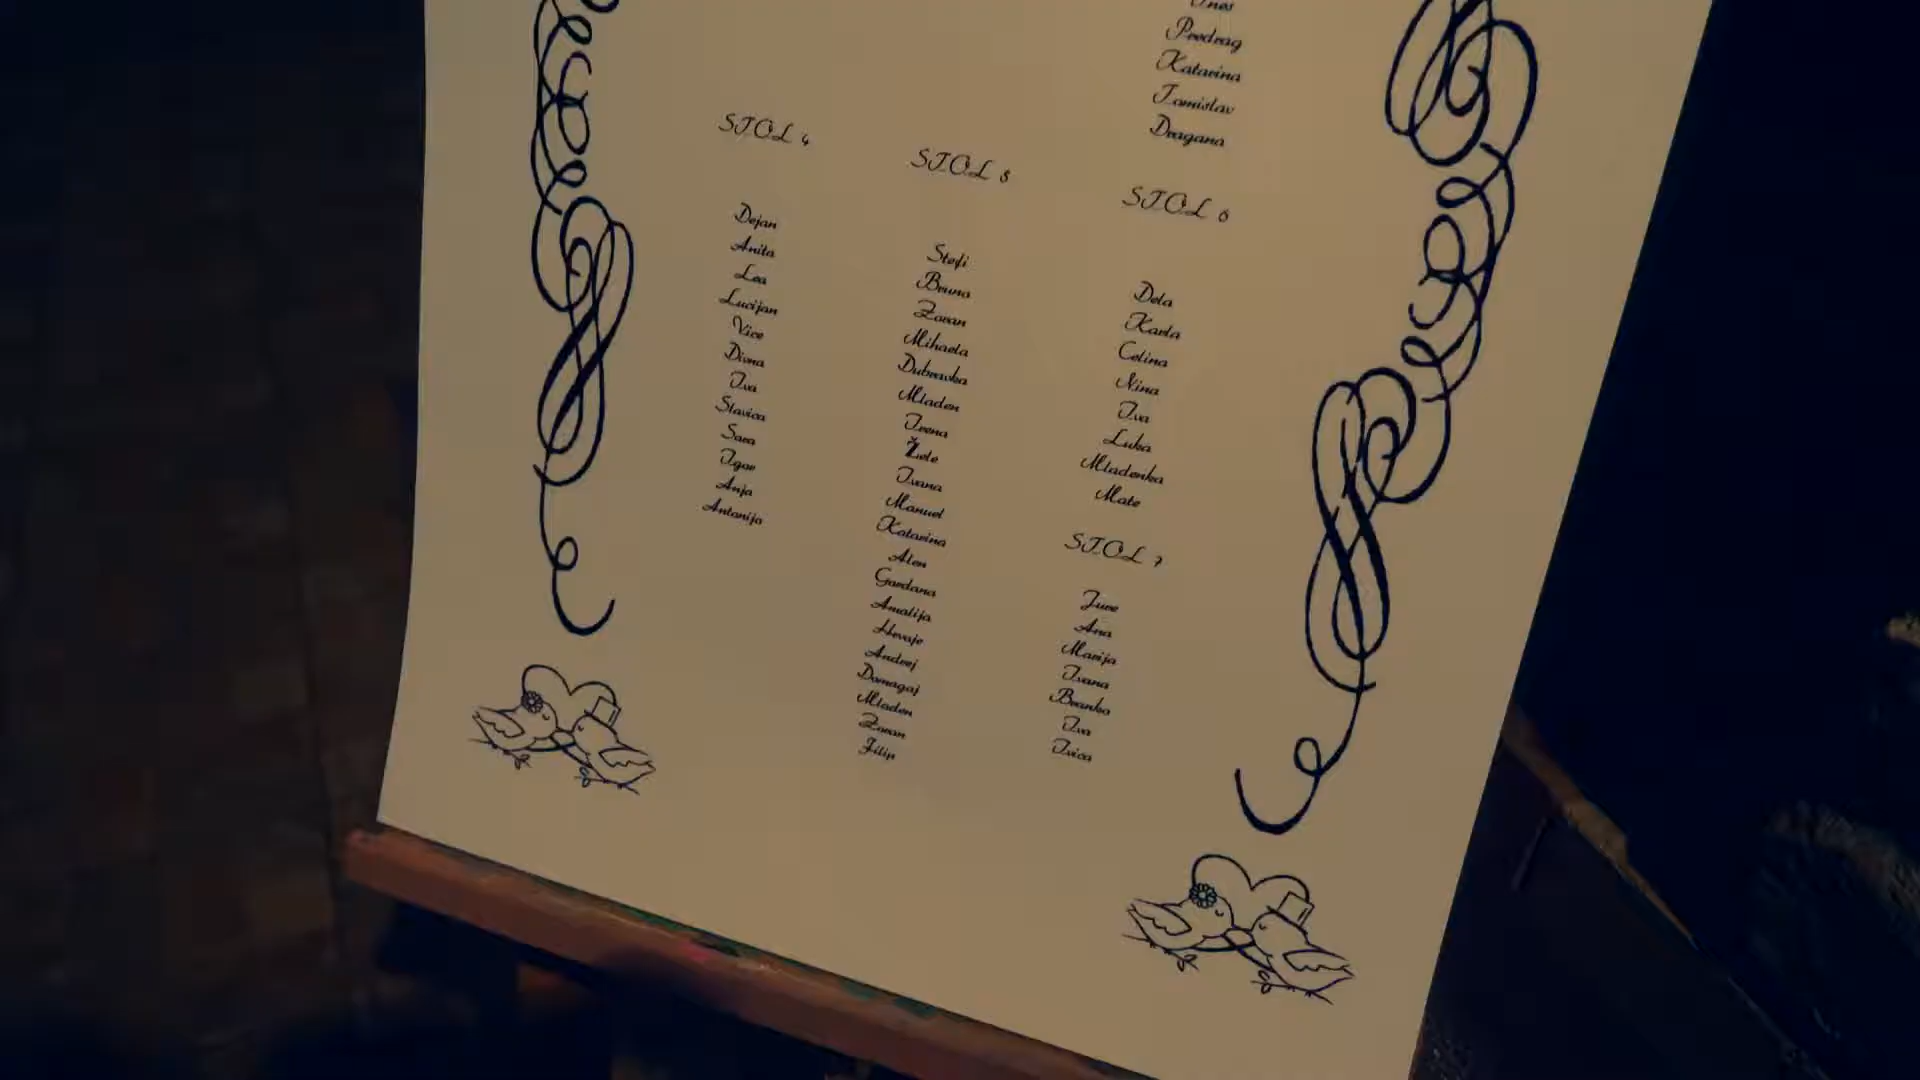 Ines
Predrag
Katarina
Tomislav
Dragana
STOL 4
Dejan
Anita
Lea
Lucijan
Vice
Divna
Iva
Slavica
Sara
Igor
Anja
Antonija
STOL 5
Stefi
Bruna
Zoran
Mihaela
Dubravka
Mladen
Irena
Žele
Ivana
Manuel
Katarina
Alen
Gordana
Amalija
Hrvoje
Andrej
Domagoj
Mladen
Zoran
Filip
STOL 6
Dela
Karla
Celina
Nina
Iva
Luka
Mladenka
Mate
STOL 7
Jure
Ana
Marija
Ivana
Branko
Iva
Ivica